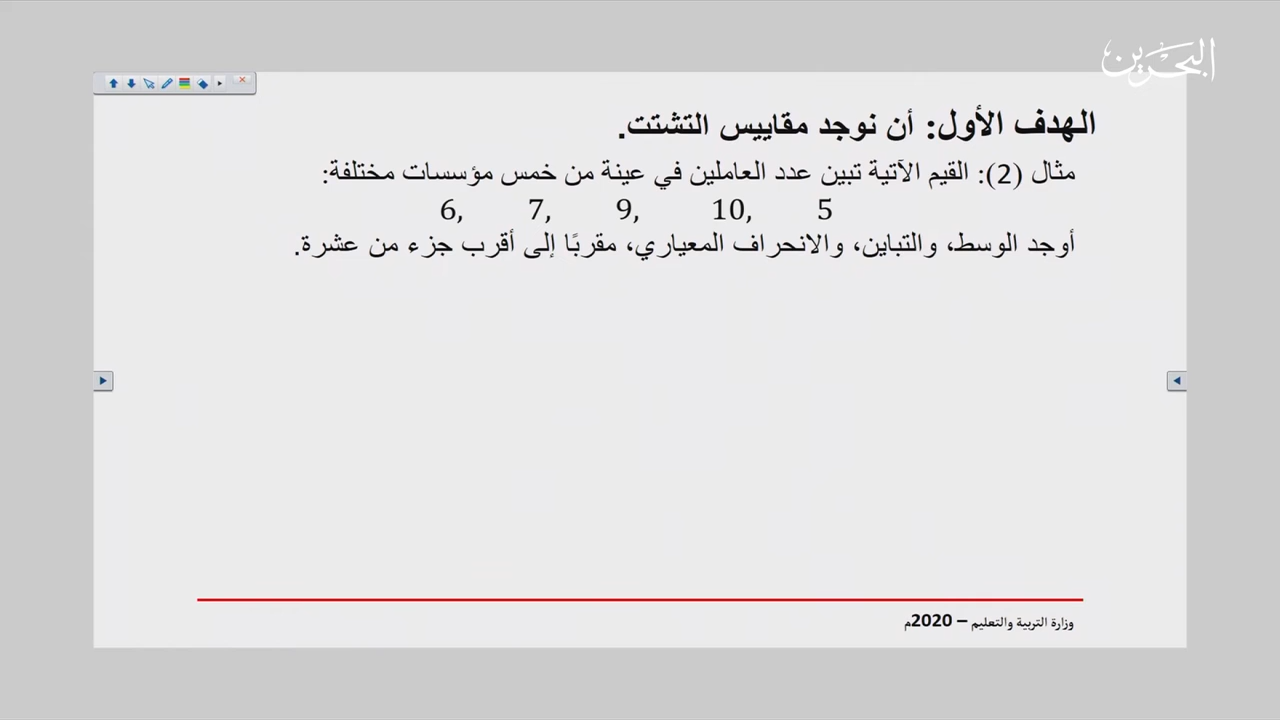 البحرين
الهدف الأول: أن نوجد مقاييس التشتت.
مثال (2): القيم الآتية تبين عدد العاملين في عينة من خمس مؤسسات مختلفة:
6, 7, 9, 10, 5
أوجد الوسط، والتباين، والانحراف المعياري، مقربًا إلى أقرب جزء من عشرة.
وزارة التربية والتعليم – 2020م